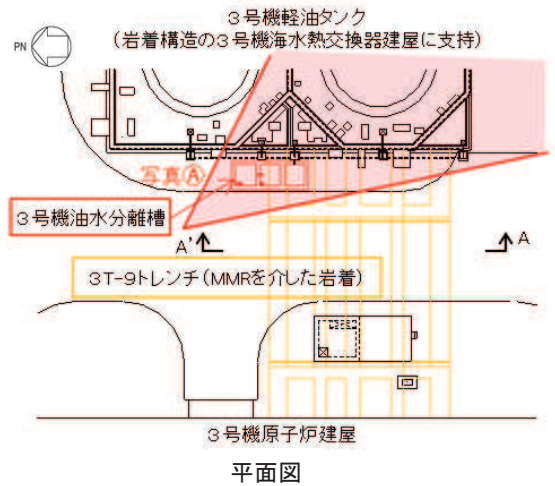 3号機軽油タンク
(岩着構造の3号機海水熱交換器建屋に支持)
PN
写真Ⓐ
3号機油水分離槽
A' A
3T-9トレンチ(MMRを介した岩着)
3号機原子炉建屋
平面図